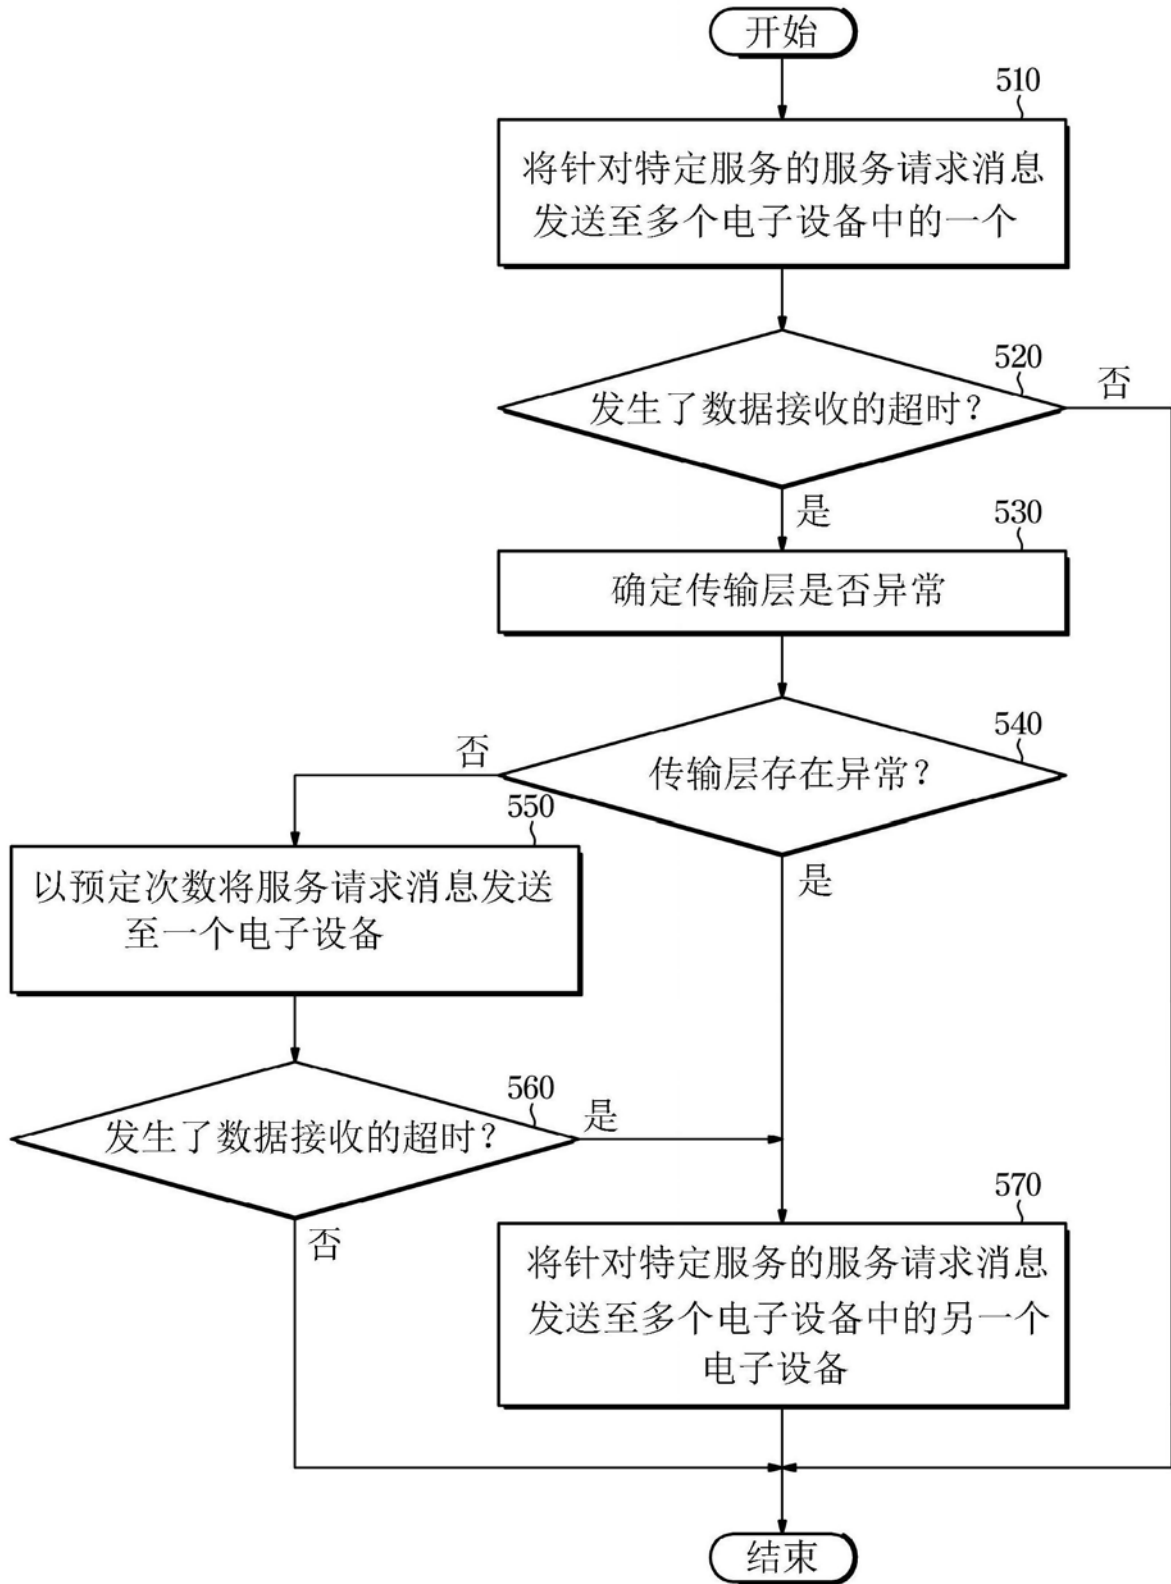 开始
510
将针对特定服务的服务请求消息
发送至多个电子设备中的一个
520
发生了数据接收的超时？
否
是
530
确定传输层是否异常
540
传输层存在异常？
否
是
550
以预定次数将服务请求消息发送
至一个电子设备
560
发生了数据接收的超时？
是
否
570
将针对特定服务的服务请求消息
发送至多个电子设备中的另一个
电子设备
结束